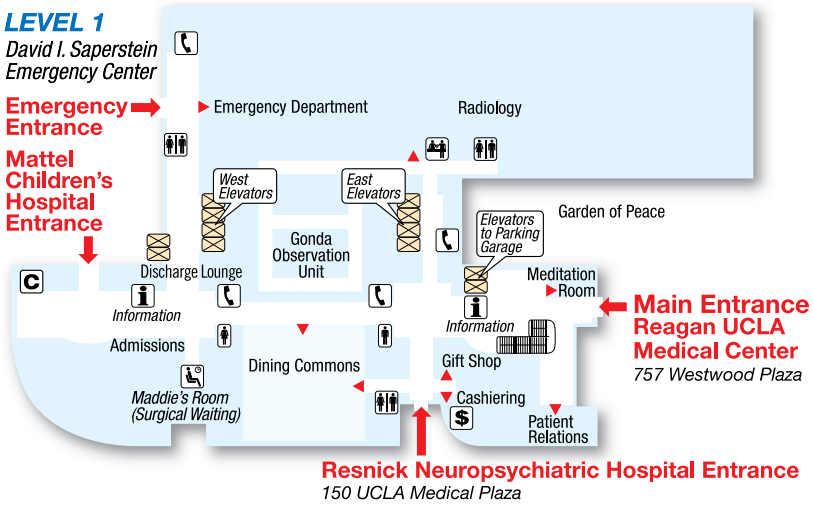 LEVEL 1
David I. Saperstein
Emergency Center
Emergency
Entrance
Emergency Department
Radiology
Mattel
Children's
Hospital
Entrance
West
Elevators
East
Elevators
Elevators
to Parking
Garage
Garden of Peace
Gonda
Observation
Unit
Discharge Lounge
Meditation
Room
C
i
Information
i
Information
Main Entrance
Reagan UCLA
Medical Center
757 Westwood Plaza
Admissions
Dining Commons
Gift Shop
Maddie's Room
(Surgical Waiting)
Cashiering
$
Patient
Relations
Resnick Neuropsychiatric Hospital Entrance
150 UCLA Medical Plaza